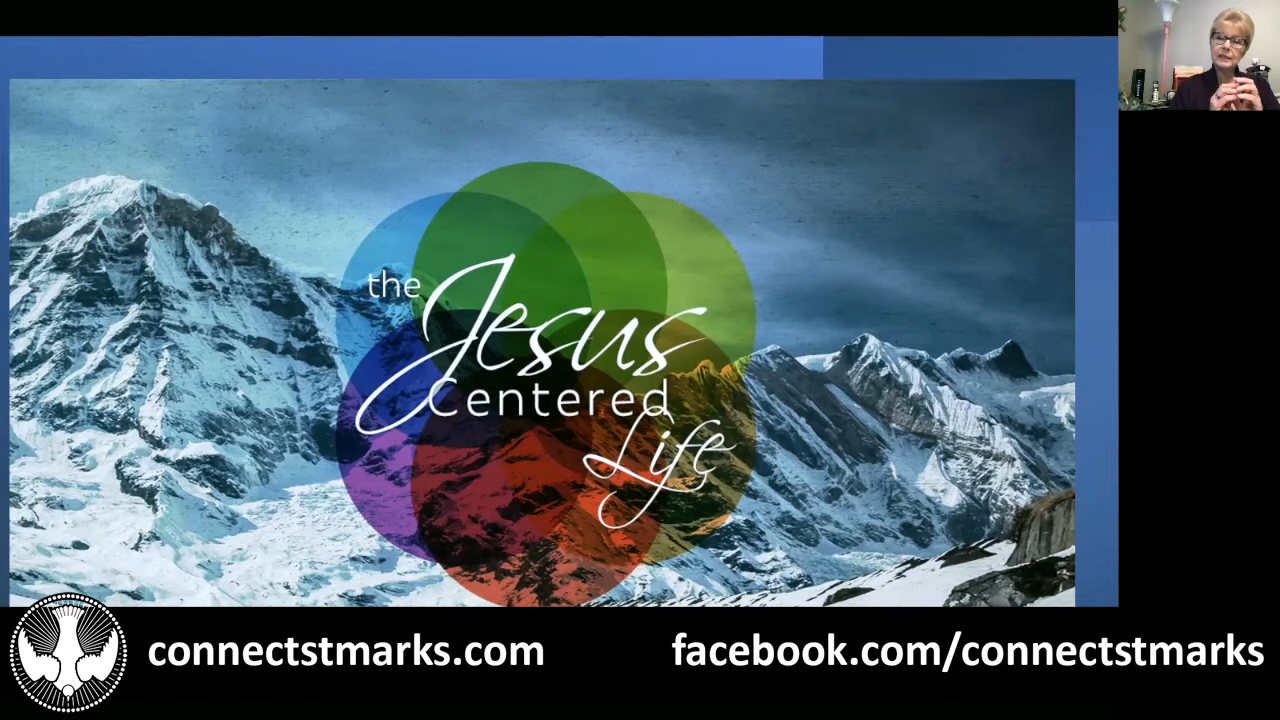 the
Jesus
Centered
Life
connectstmarks.com
facebook.com/connectstmarks